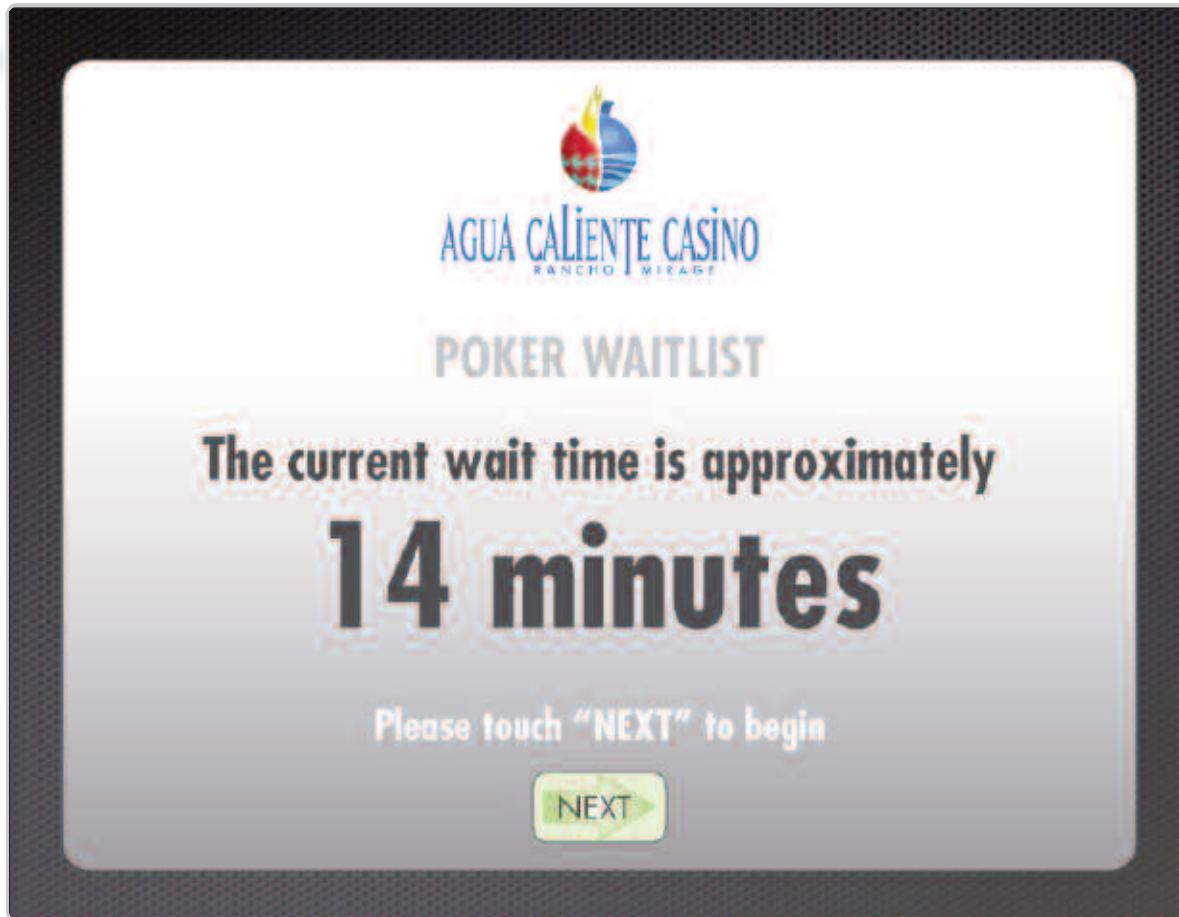 AGUA CALIENTE CASINO
RANCHO MIRAGE
POKER WAITLIST
The current wait time is approximately
14 minutes
Please touch “NEXT” to begin
NEXT